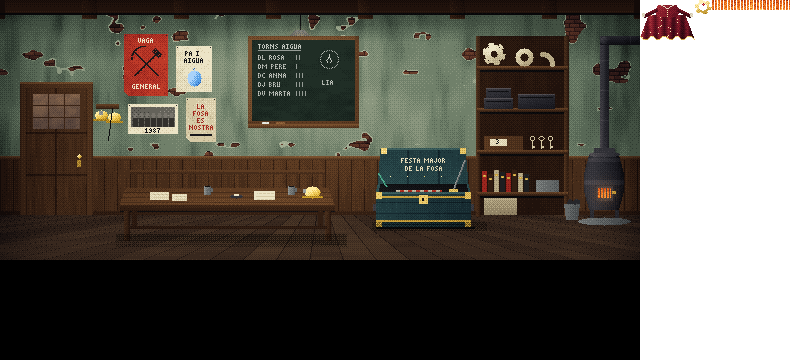 VAGA
GENERAL
PA I
AIGUA
1987
LA
FOSA
ÉS
NOSTRA
TORNS AIGUA
DL ROSA
DM PERE
DC ANNA
DJ BRU
DV MARTA
LIA
FESTA MAJOR
DE LA FOSA
3